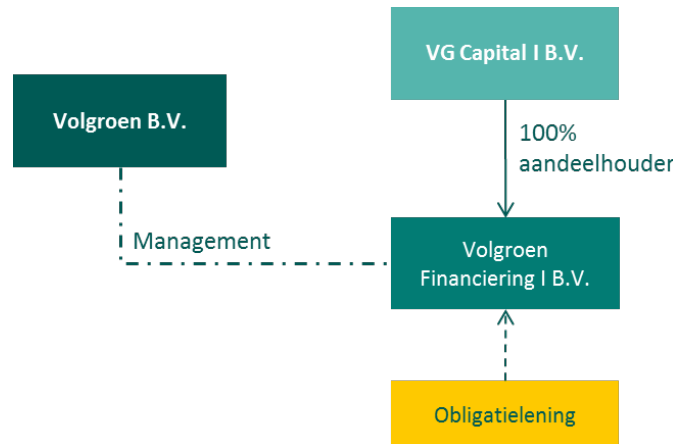 VG Capital I B.V.
Volgroen B.V.
100%
aandeelhouder
Management
Volgroen
Financiering I B.V.
Obligatielening